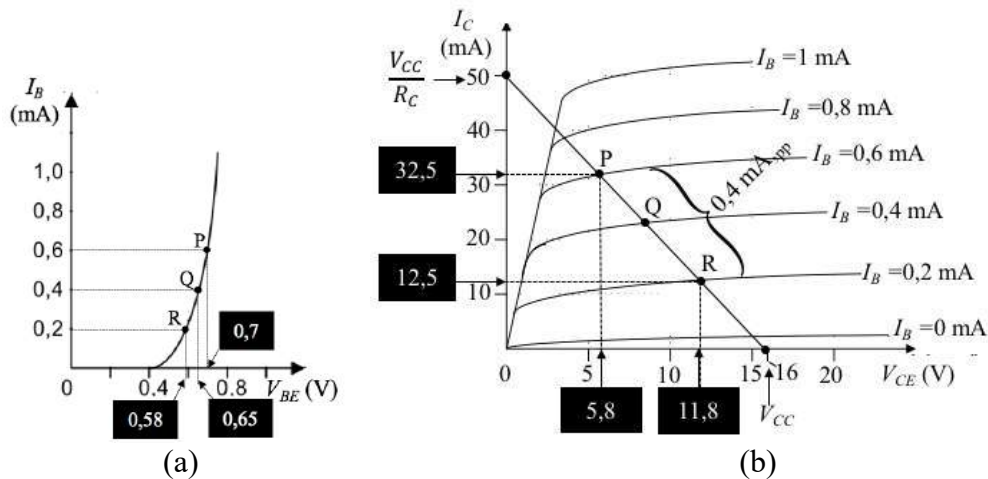 I_B
(mA)
1,0
0,8
0,6
0,4
0,2
0
P
Q
R
0,7
0.4
0.8
V_BE (V)
0,58
0,65
(a)
I_C
(mA)
V_CC
R_C
50
40
30
20
10
32,5
12,5
P
Q
R
0,4 mA_pp
I_B = 1 mA
I_B = 0,8 mA
I_B = 0,6 mA
I_B = 0,4 mA
I_B = 0,2 mA
I_B = 0 mA
0
5
10
15
16
20
V_CE (V)
5,8
11,8
V_CC
(b)